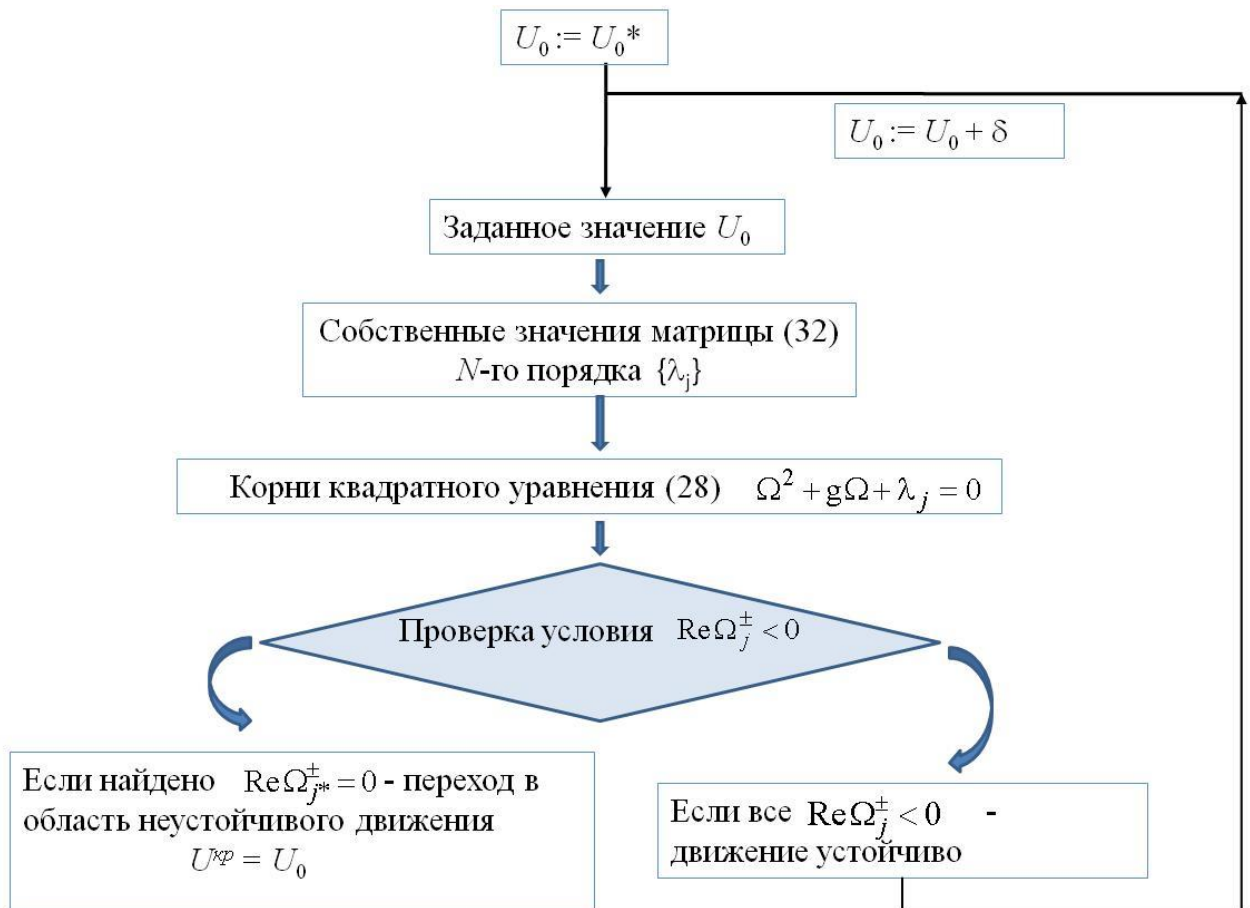 U₀ := U₀*
U₀ := U₀ + δ
Заданное значение U₀
Собственные значения матрицы (32)
N-го порядка {λⱼ}
Корни квадратного уравнения (28) Ω² + gΩ + λⱼ = 0
Проверка условия ReΩⱼ± < 0
Если найдено ReΩⱼ*± = 0 - переход в
область неустойчивого движения
Uᵏᵖ = U₀
Если все ReΩⱼ± < 0 -
движение устойчиво